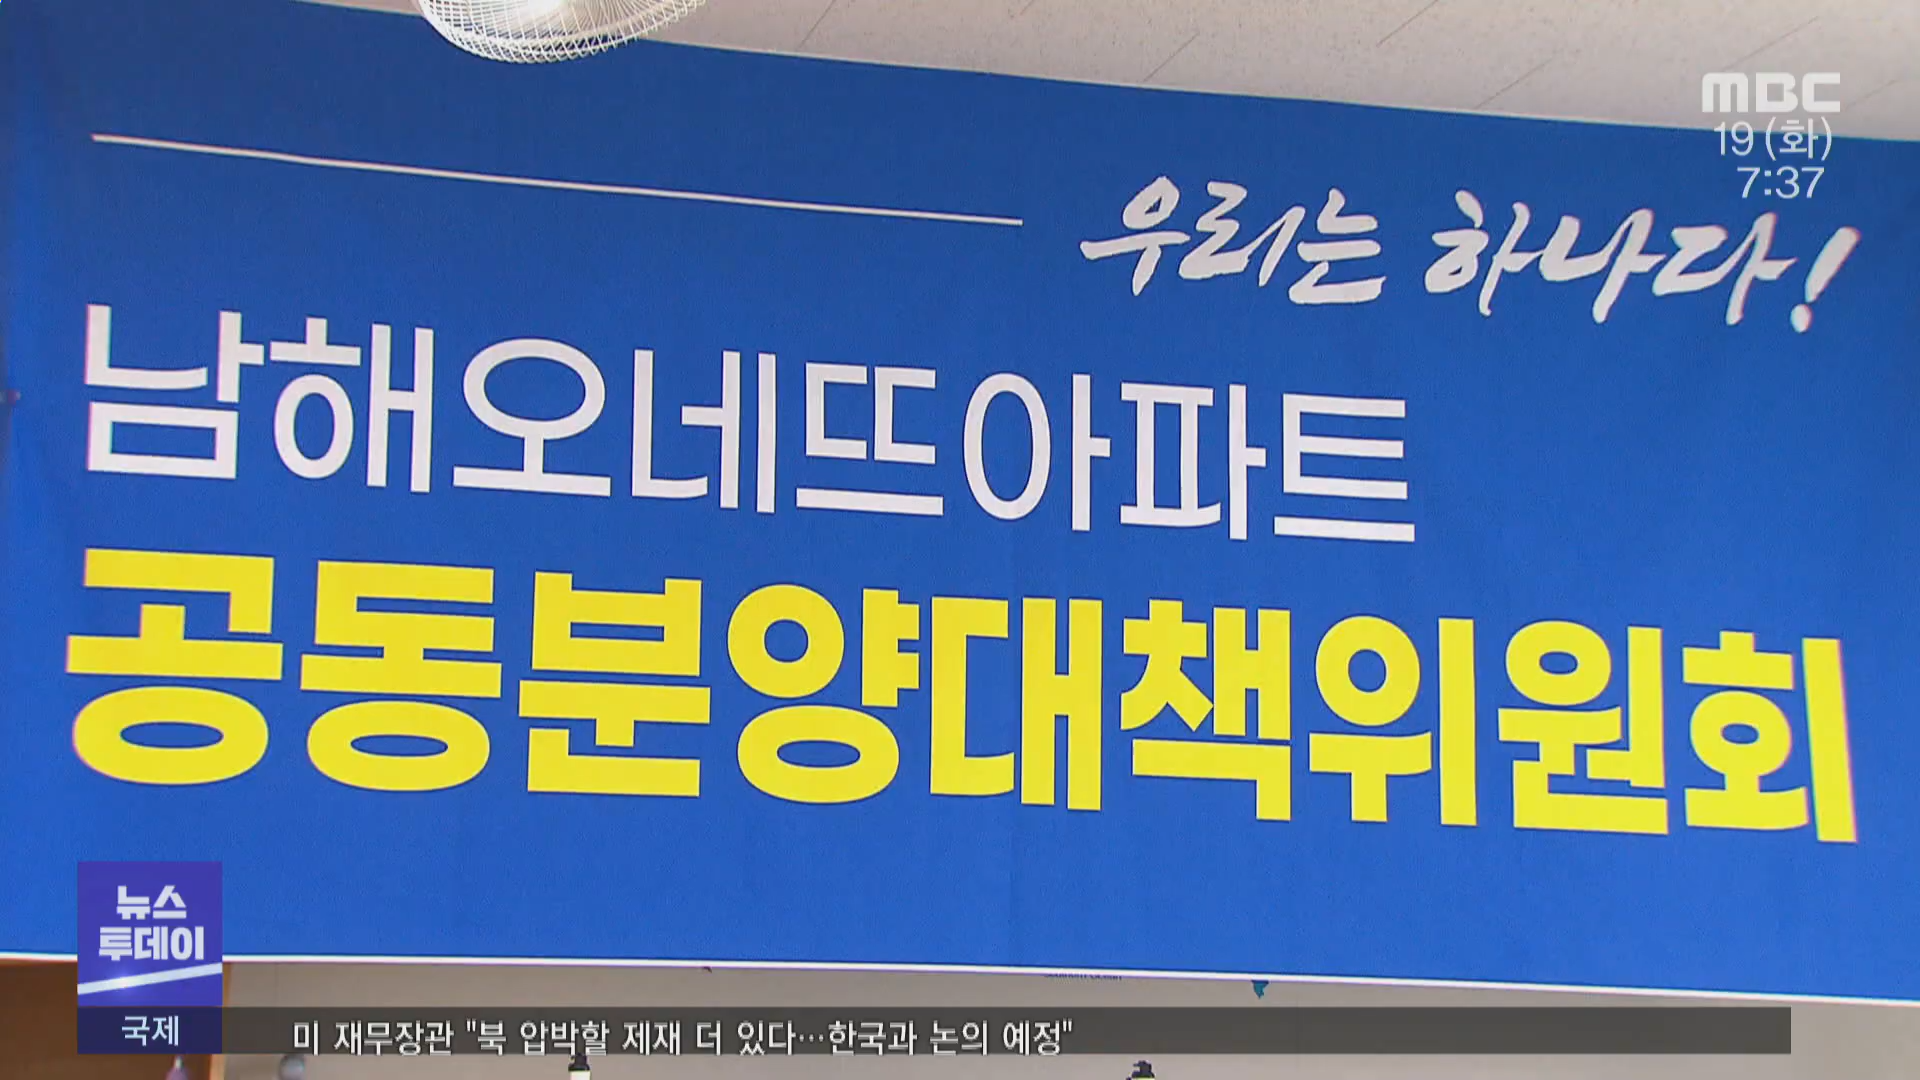 MBC
19 (화)
7:37
우리는 하나다!
남해오네뜨아파트
공동분양대책위원회
뉴스
투데이
국제
미 재무장관 "북 압박할 제재 더 있다…한국과 논의 예정"